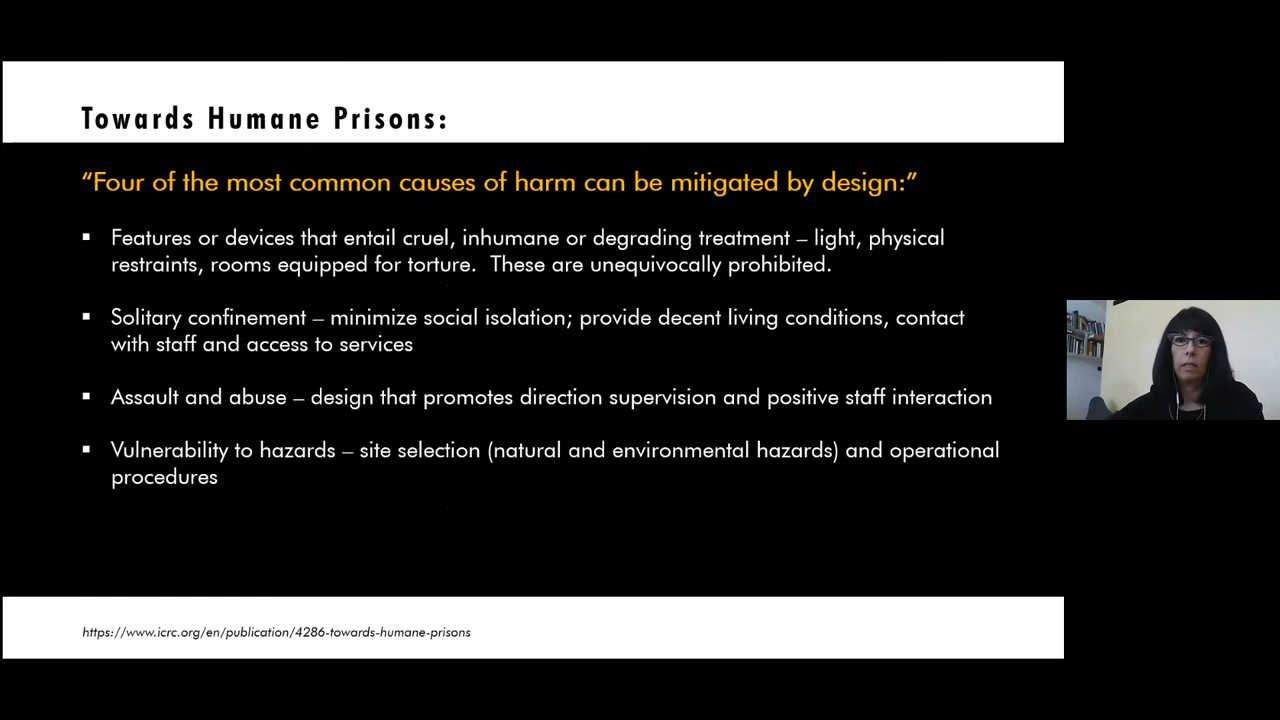 Towards Humane Prisons:
“Four of the most common causes of harm can be mitigated by design:”
▪ Features or devices that entail cruel, inhumane or degrading treatment – light, physical
restraints, rooms equipped for torture.  These are unequivocally prohibited.
▪ Solitary confinement – minimize social isolation; provide decent living conditions, contact
with staff and access to services
▪ Assault and abuse – design that promotes direction supervision and positive staff interaction
▪ Vulnerability to hazards – site selection (natural and environmental hazards) and operational
procedures
https://www.icrc.org/en/publication/4286-towards-humane-prisons